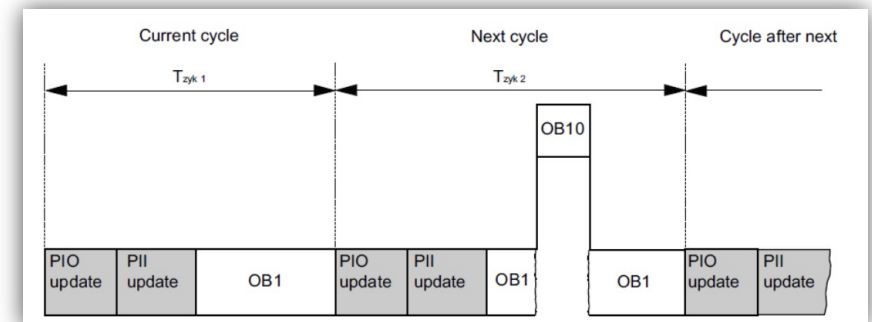 Current cycle
Next cycle
Cycle after next
Tzyk 1
Tzyk 2
OB10
PIO
update
PII
update
OB1
PIO
update
PII
update
OB1
OB1
PIO
update
PII
update